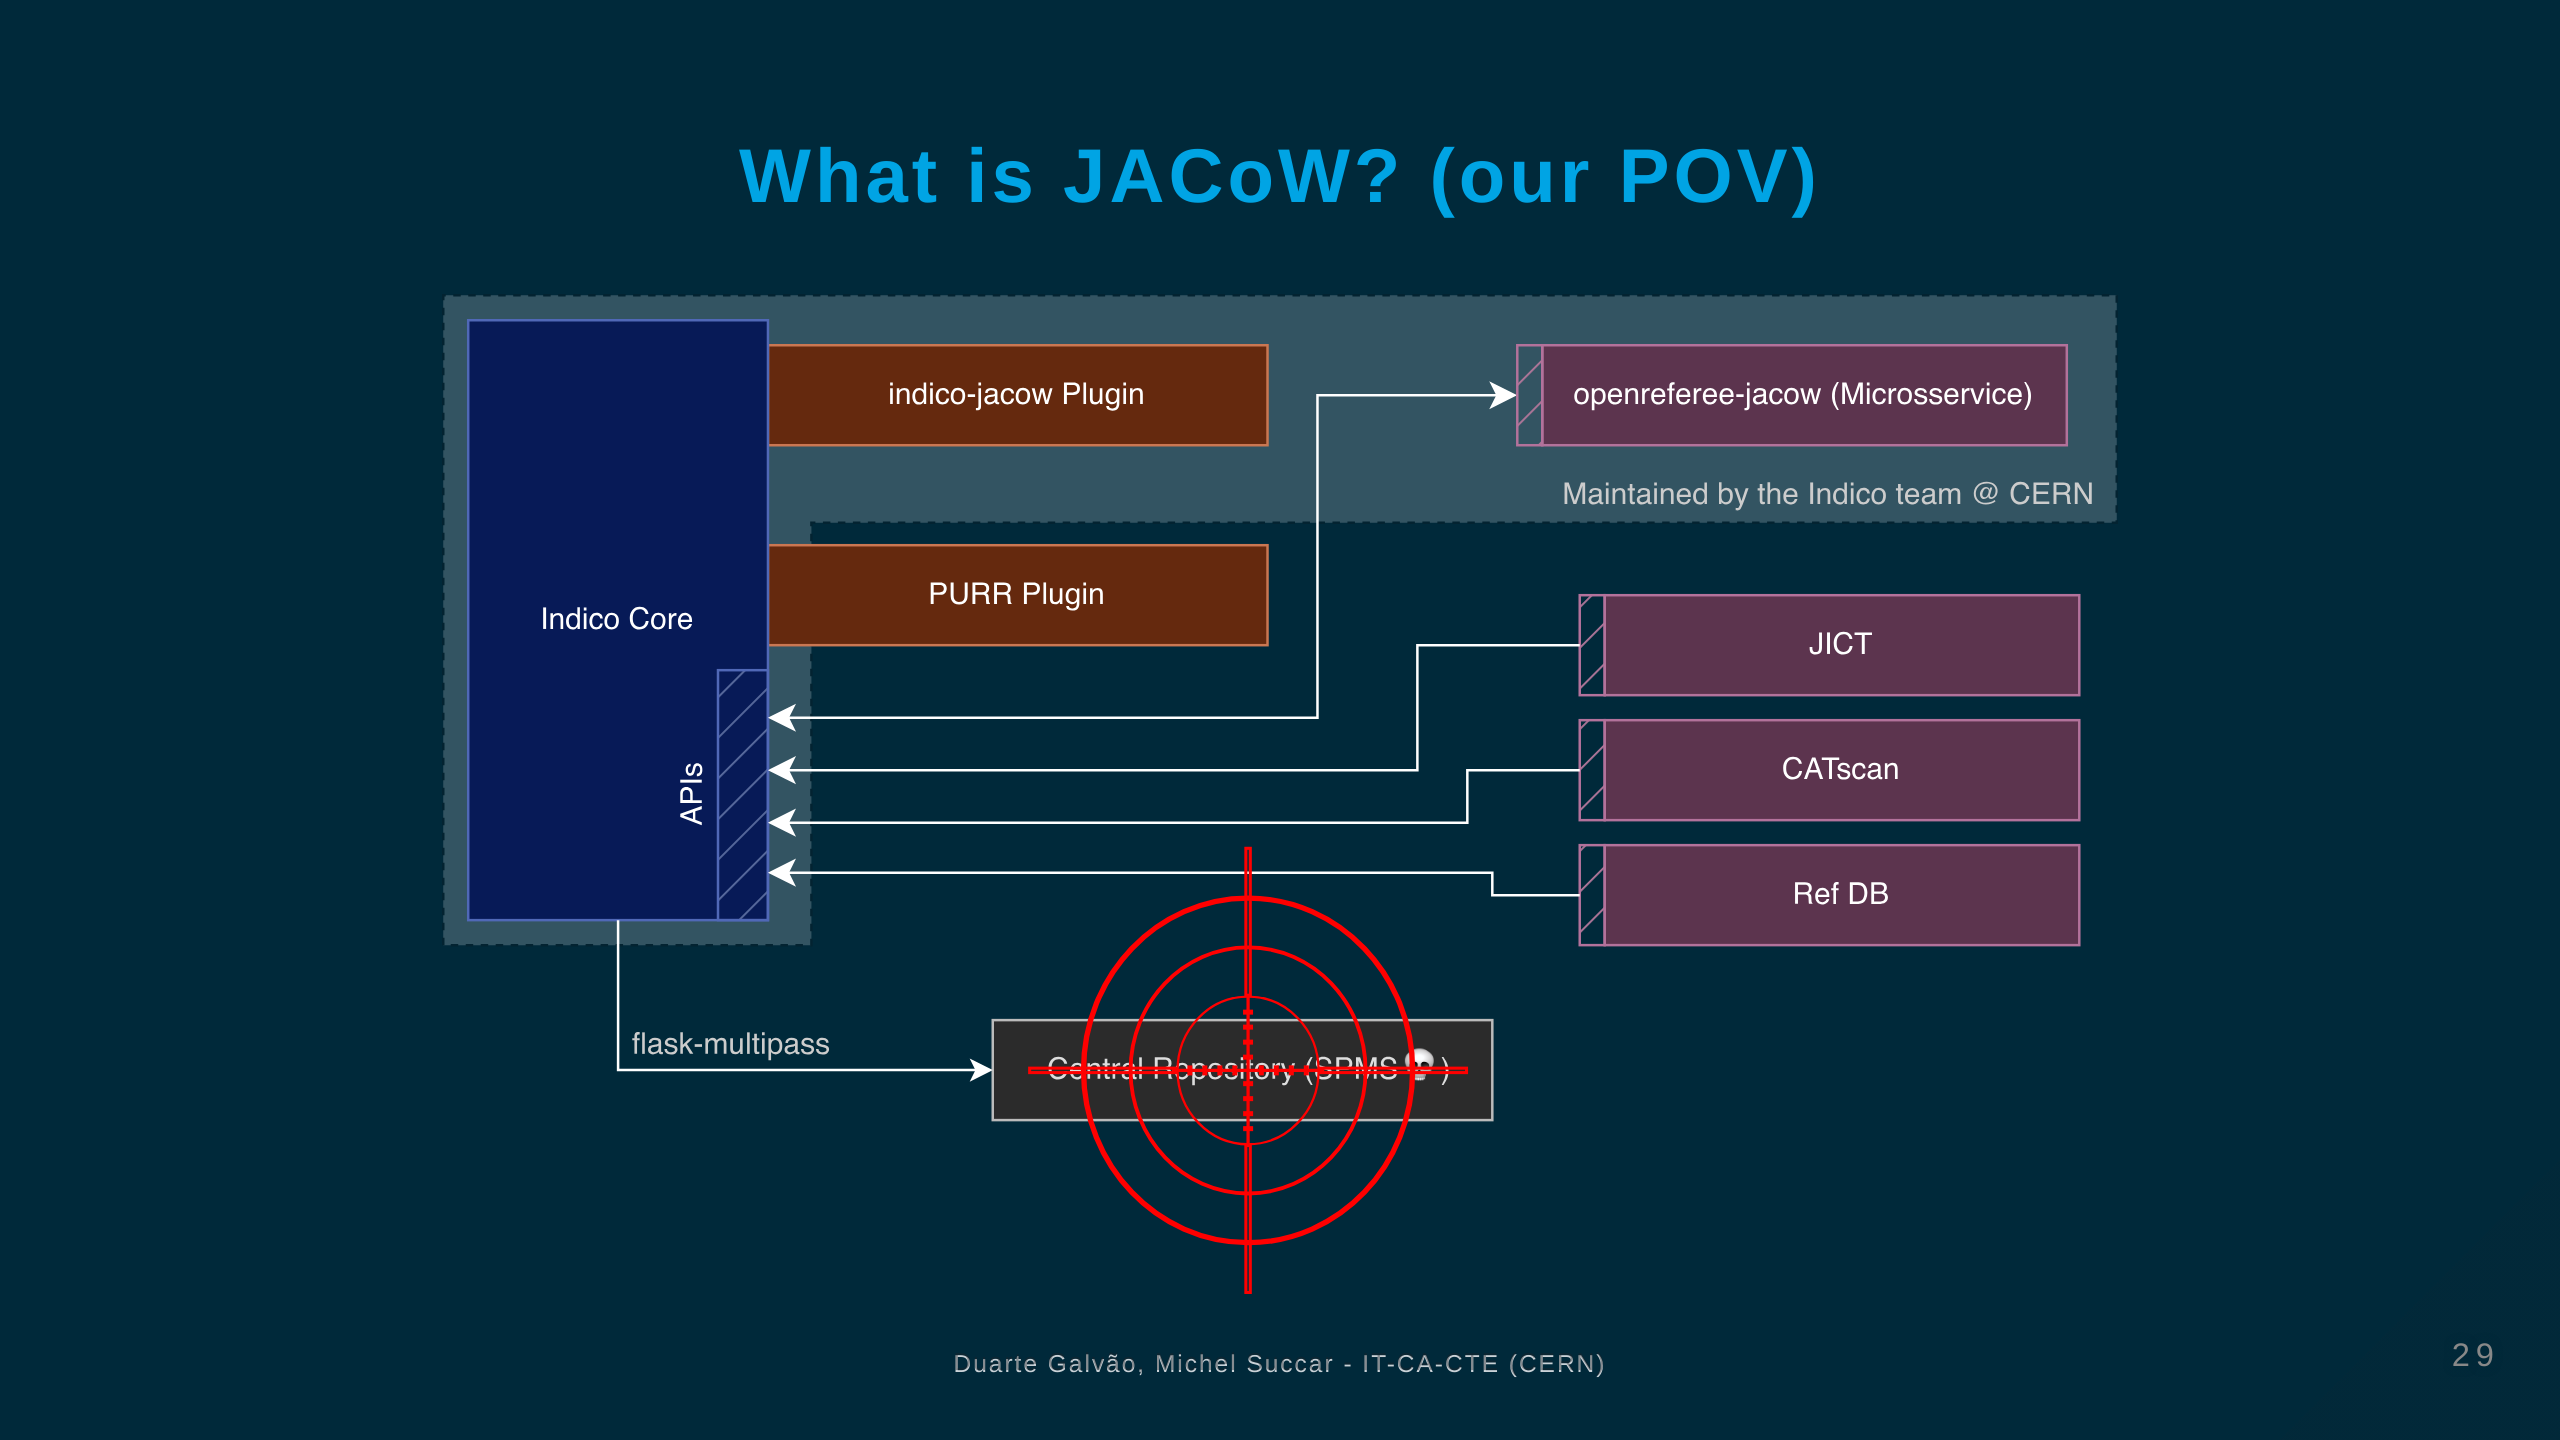 What is JACoW? (our POV)
indico-jacow Plugin
openreferee-jacow (Microsservice)
Maintained by the Indico team @ CERN
PURR Plugin
Indico Core
JICT
APIs
CATscan
Ref DB
flask-multipass
Central Repository (SPMS💀)
Duarte Galvão, Michel Succar - IT-CA-CTE (CERN)
29